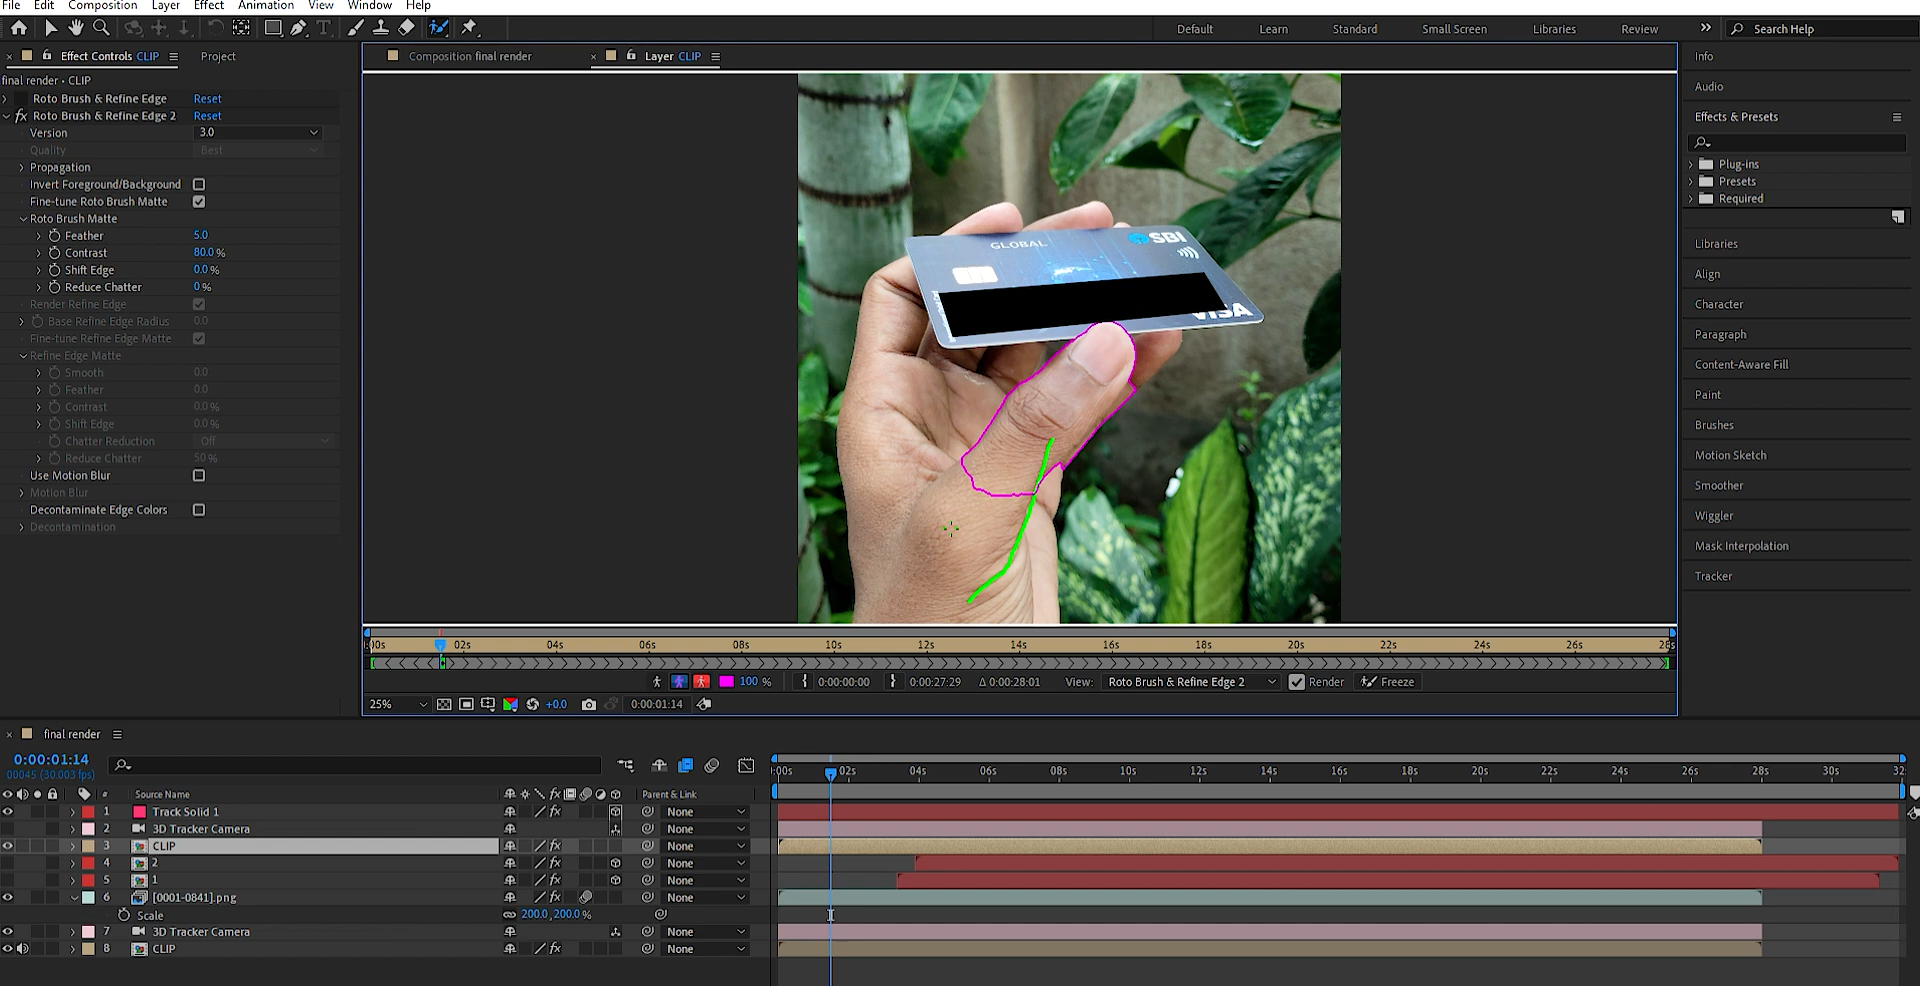 File Edit Composition Layer Effect Animation View Window Help
Default Learn Standard Small Screen Libraries Review Search Help
Effect Controls CLIP Project
final render • CLIP
Roto Brush & Refine Edge Reset
Roto Brush & Refine Edge 2 Reset
Version 3.0
Quality Best
Propagation
Invert Foreground/Background
Fine-tune Roto Brush Matte
Roto Brush Matte
Feather 5.0
Contrast 80.0 %
Shift Edge 0.0 %
Reduce Chatter 0 %
Render Refine Edge
Base Refine Edge Radius 0.0
Fine-tune Refine Edge Matte
Refine Edge Matte
Smooth 0.0
Feather 0.0
Contrast 0.0 %
Shift Edge 0.0 %
Chatter Reduction Off
Reduce Chatter 50 %
Use Motion Blur
Motion Blur
Decontaminate Edge Colors
Decontamination
Composition final render
Layer CLIP
GLOBAL
SBI
VISA
02s 04s 06s 08s 10s 12s 14s 16s 18s 20s 22s 24s 26s
100 % 0:00:00:00 0:00:27:29 Δ 0:00:28:01 View: Roto Brush & Refine Edge 2 Render Freeze
25% +0.0 0:00:01:14
Info
Audio
Effects & Presets
Plug-ins
Presets
Required
Libraries
Align
Character
Paragraph
Content-Aware Fill
Paint
Brushes
Motion Sketch
Smoother
Wiggler
Mask Interpolation
Tracker
final render
0:00:01:14
00045 (30.003 fps)
:00s 02s 04s 06s 08s 10s 12s 14s 16s 18s 20s 22s 24s 26s 28s 30s 32
# Source Name fx Parent & Link
1 Track Solid 1 fx None
2 3D Tracker Camera None
3 CLIP fx None
4 2 fx None
5 1 fx None
6 [0001-0841].png fx None
Scale 200.0, 200.0 %
7 3D Tracker Camera None
8 CLIP fx None